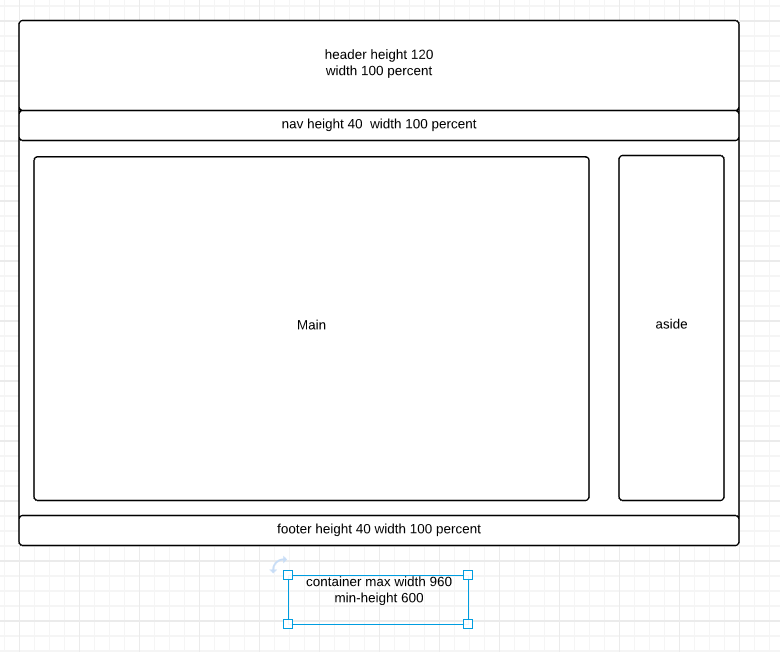 header height 120
width 100 percent
nav height 40  width 100 percent
Main
aside
footer height 40 width 100 percent
container max width 960
min-height 600